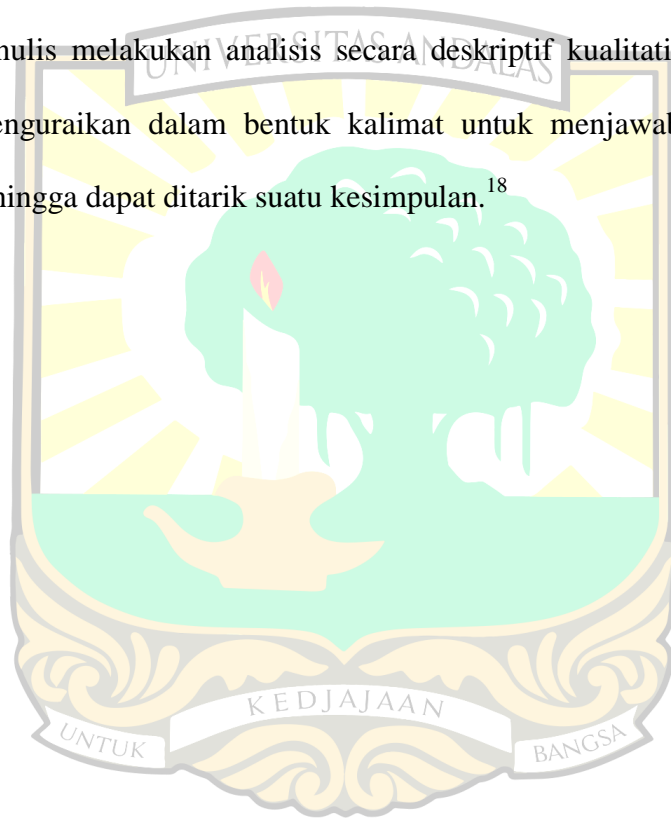 nulis melakukan analisis secara deskriptif kualitati
UNIVERSITAS ANDALAS
enguraikan dalam bentuk kalimat untuk menjawab
hingga dapat ditarik suatu kesimpulan.18
KEDJAJAAN
UNTUK BANGSA